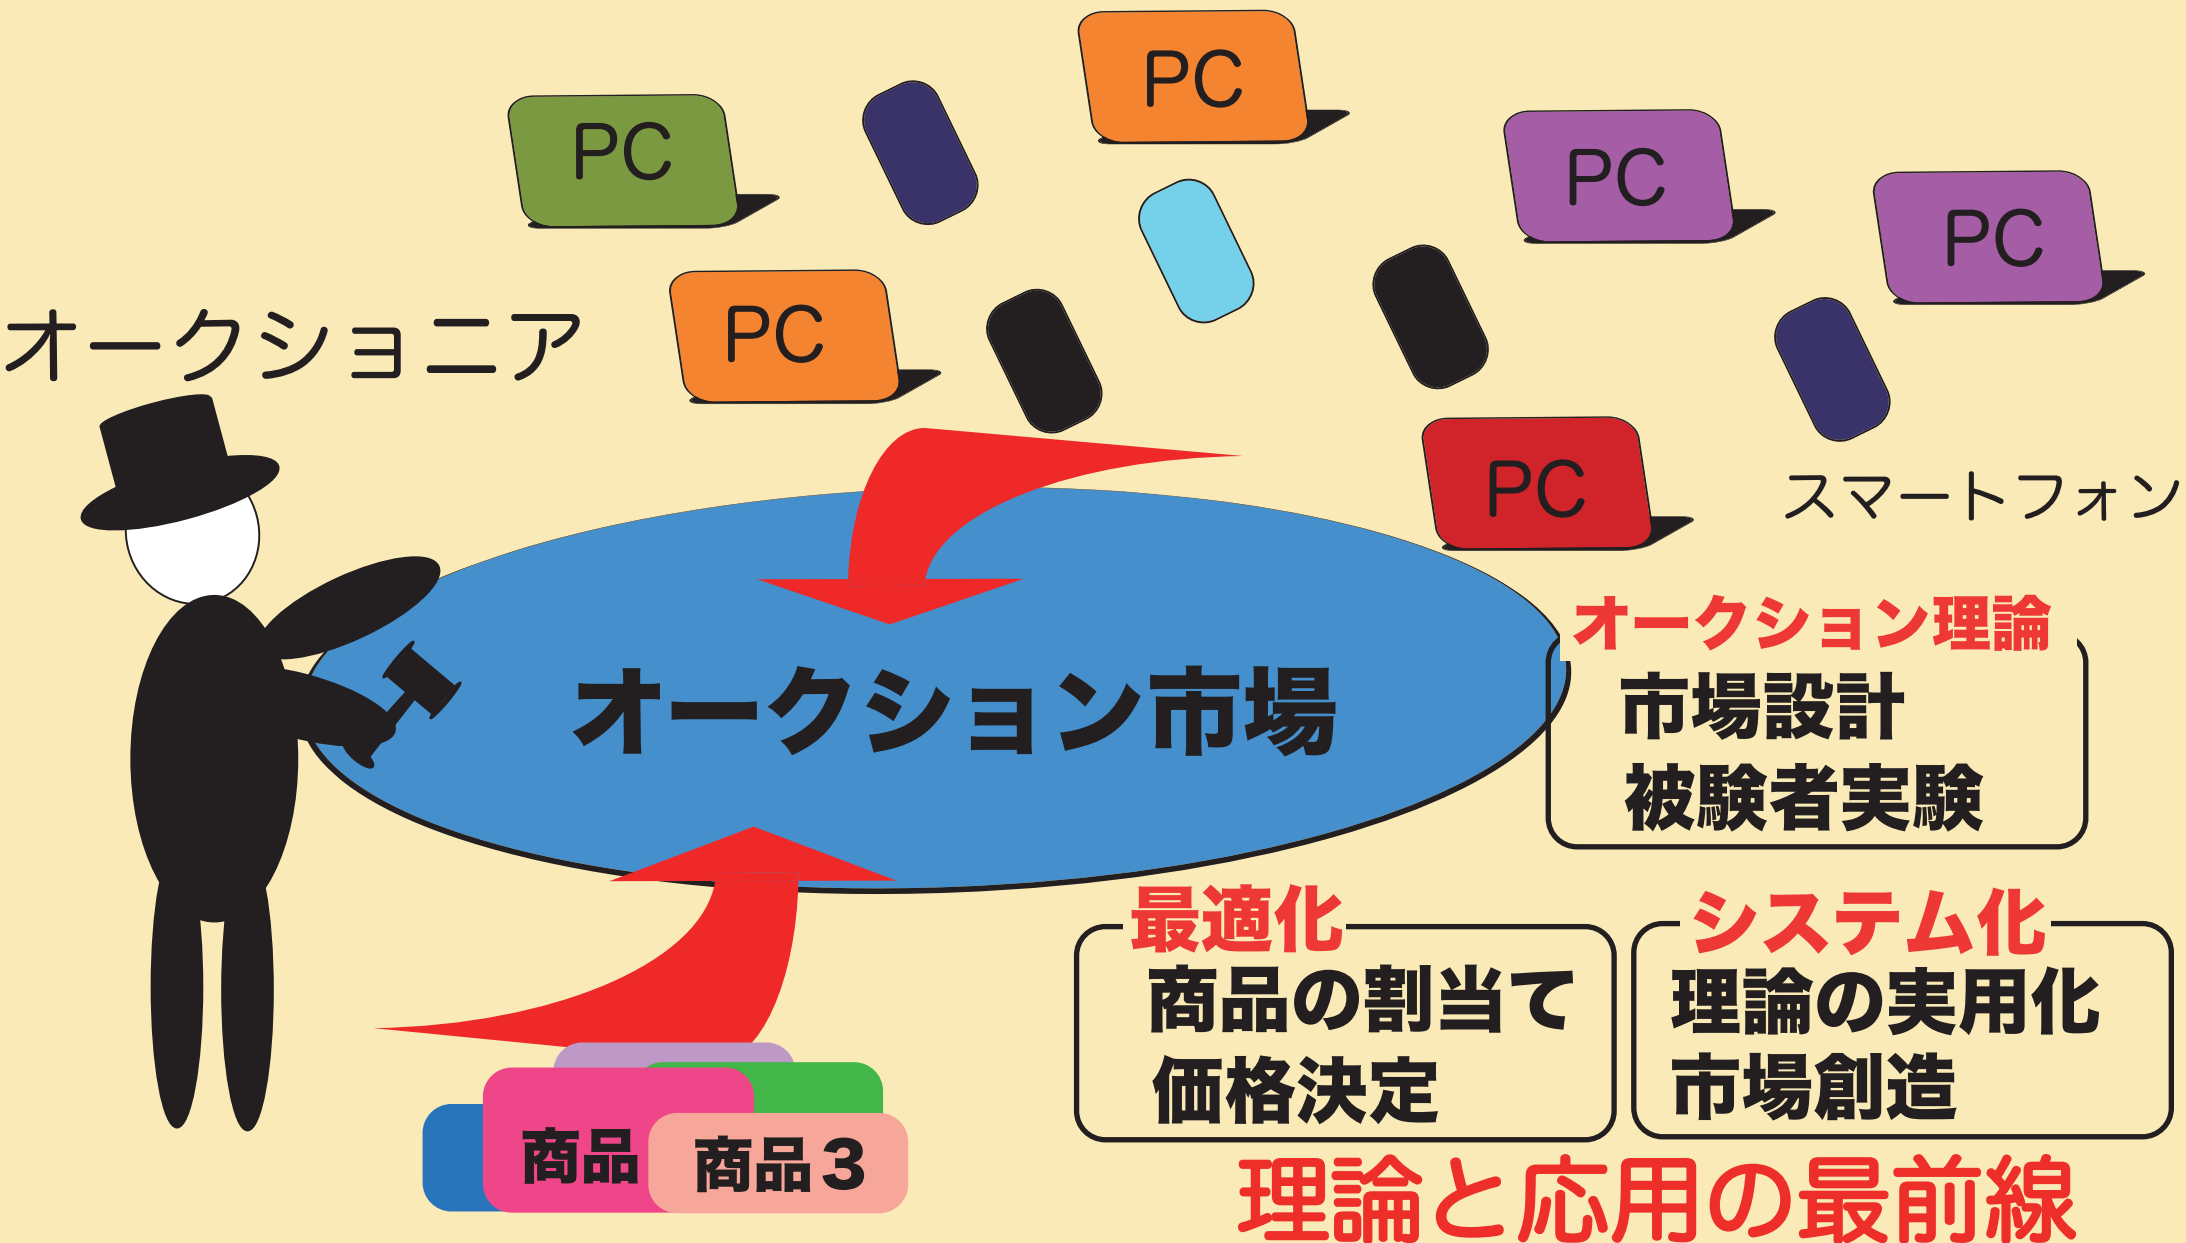 PC
PC
PC
PC
PC
PC
オークショニア
スマートフォン
オークション市場
オークション理論
市場設計
被験者実験
最適化
商品の割当て
価格決定
システム化
理論の実用化
市場創造
商品
商品3
理論と応用の最前線